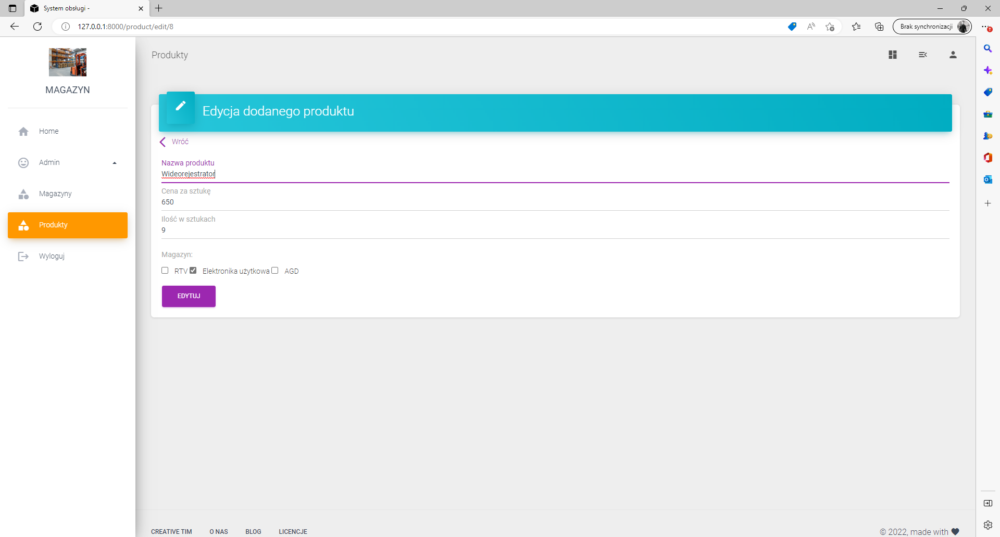 System obsługi -
127.0.0.1:8000/product/edit/8
Brak synchronizacji
MAGAZYN
Home
Admin
Magazyny
Produkty
Wyloguj
Produkty
Edycja dodanego produktu
Wróć
Nazwa produktu
Wideorejestrator
Cena za sztukę
650
Ilość w sztukach
9
Magazyn:
RTV Elektronika użytkowa AGD
EDYTUJ
CREATIVE TIM O NAS BLOG LICENCJE
© 2022, made with